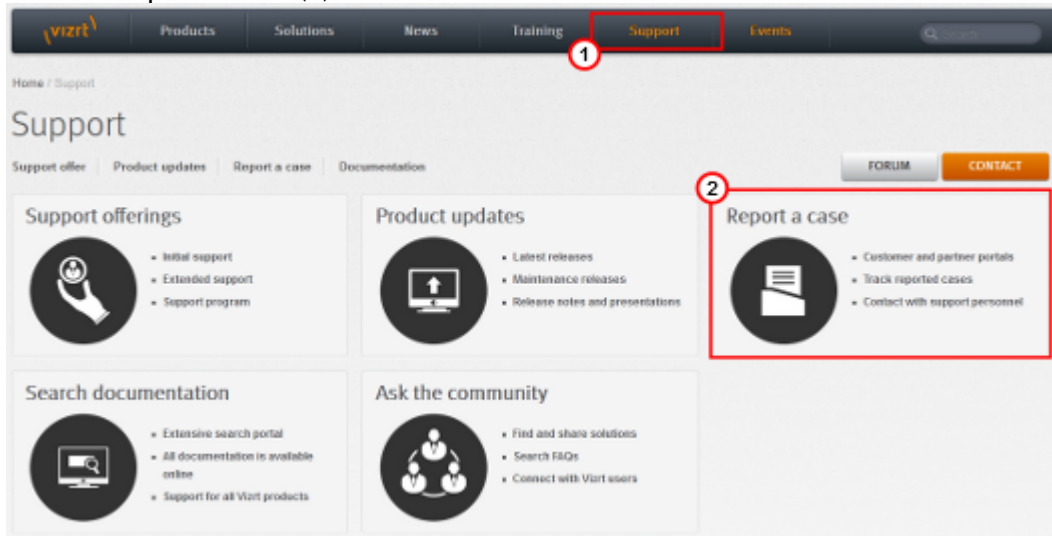 vizrt Products Solutions News Training Support Events Search
1
Home / Support
Support
Support offer Product updates Report a case Documentation FORUM CONTACT
2
Support offerings
Initial support
Extended support
Support program
Product updates
Latest releases
Maintenance releases
Release notes and presentations
Report a case
Customer and partner portals
Track reported cases
Contact with support personnel
Search documentation
Extensive search portal
All documentation is available
online
Support for all Vizrt products
Ask the community
Find and share solutions
Search FAQs
Connect with Vizrt users